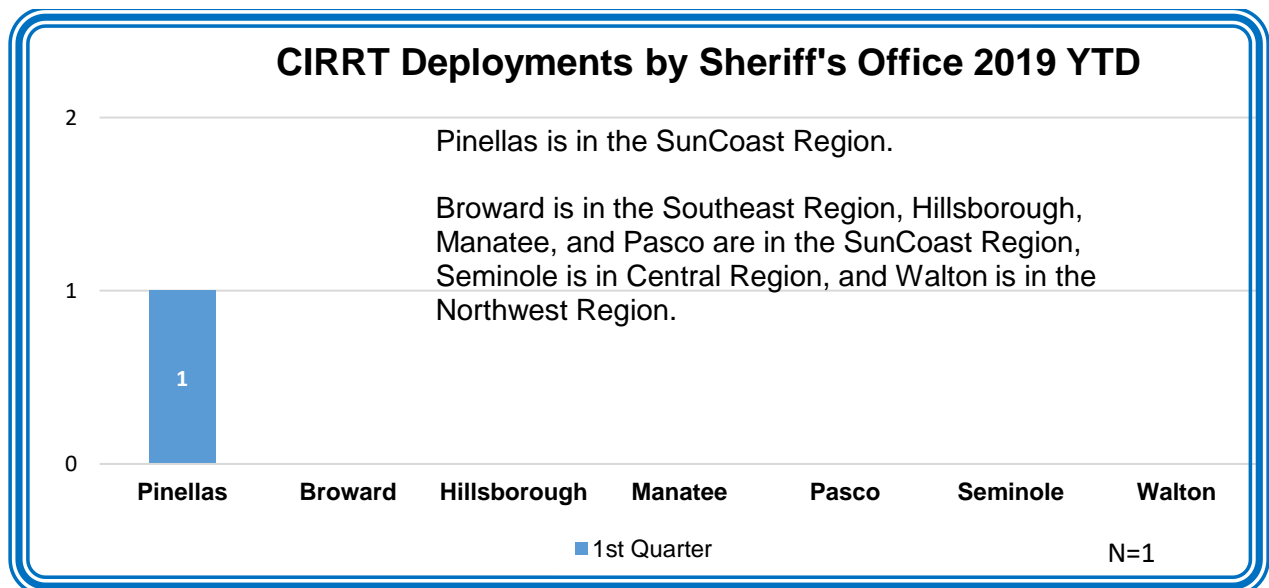 CIRRT Deployments by Sheriff's Office 2019 YTD
2
Pinellas is in the SunCoast Region.
Broward is in the Southeast Region, Hillsborough,
Manatee, and Pasco are in the SunCoast Region,
Seminole is in Central Region, and Walton is in the
Northwest Region.
1
1
0
Pinellas Broward Hillsborough Manatee Pasco Seminole Walton
1st Quarter
N=1